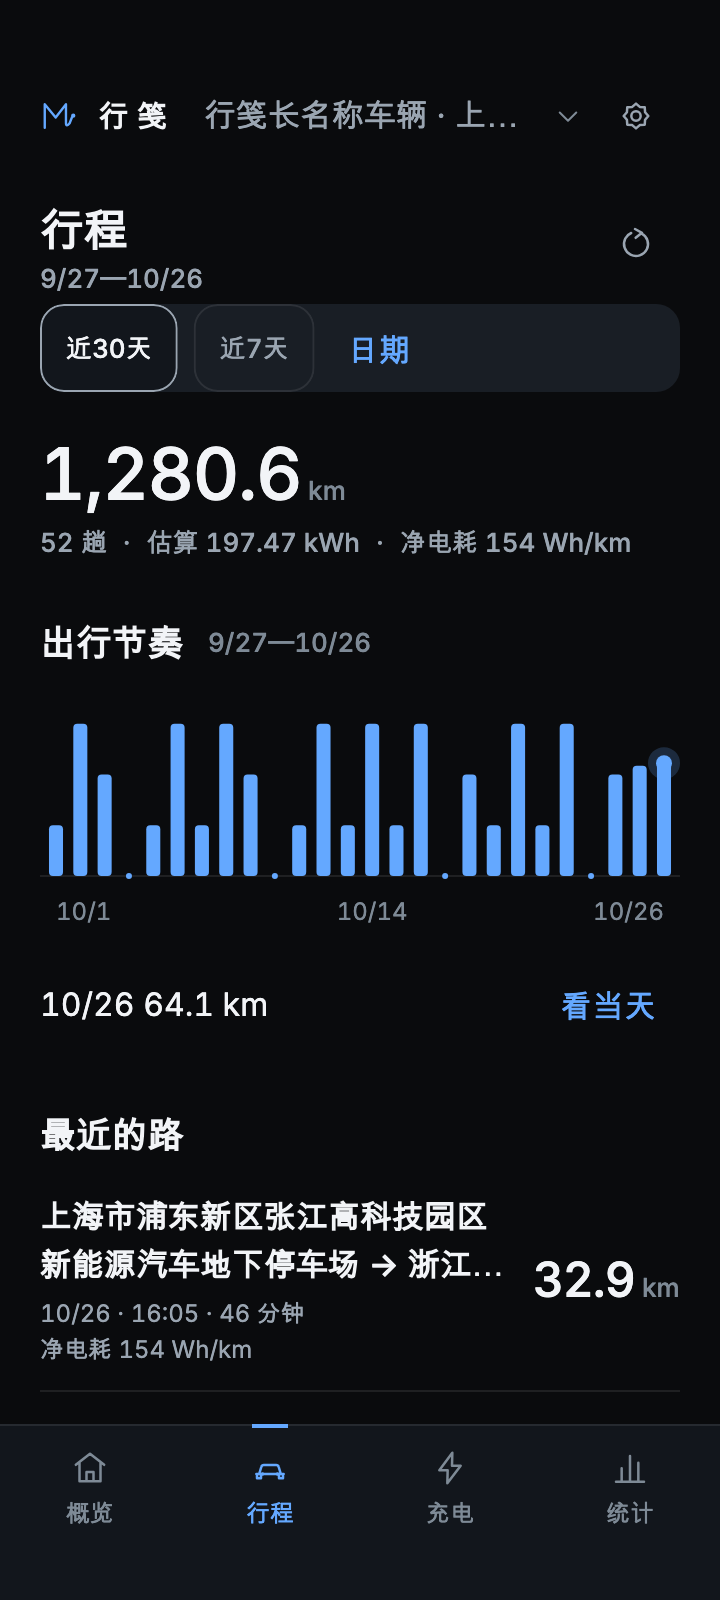 行笺 行笺长名称车辆 · 上...
行程
9/27—10/26
近30天 近7天 日期
1,280.6 km
52 趟 · 估算 197.47 kWh · 净电耗 154 Wh/km
出行节奏 9/27—10/26
10/1 10/14 10/26
10/26 64.1 km 看当天
最近的路
上海市浦东新区张江高科技园区
新能源汽车地下停车场 → 浙江...
32.9 km
10/26 · 16:05 · 46 分钟
净电耗 154 Wh/km
概览 行程 充电 统计